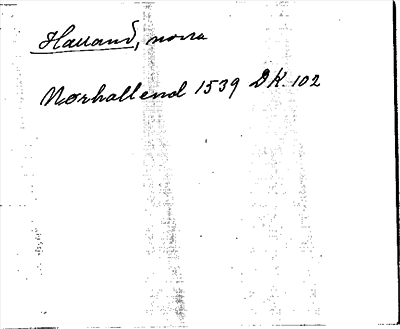 Halland, norra
Nørhallend 1539 DK. 102